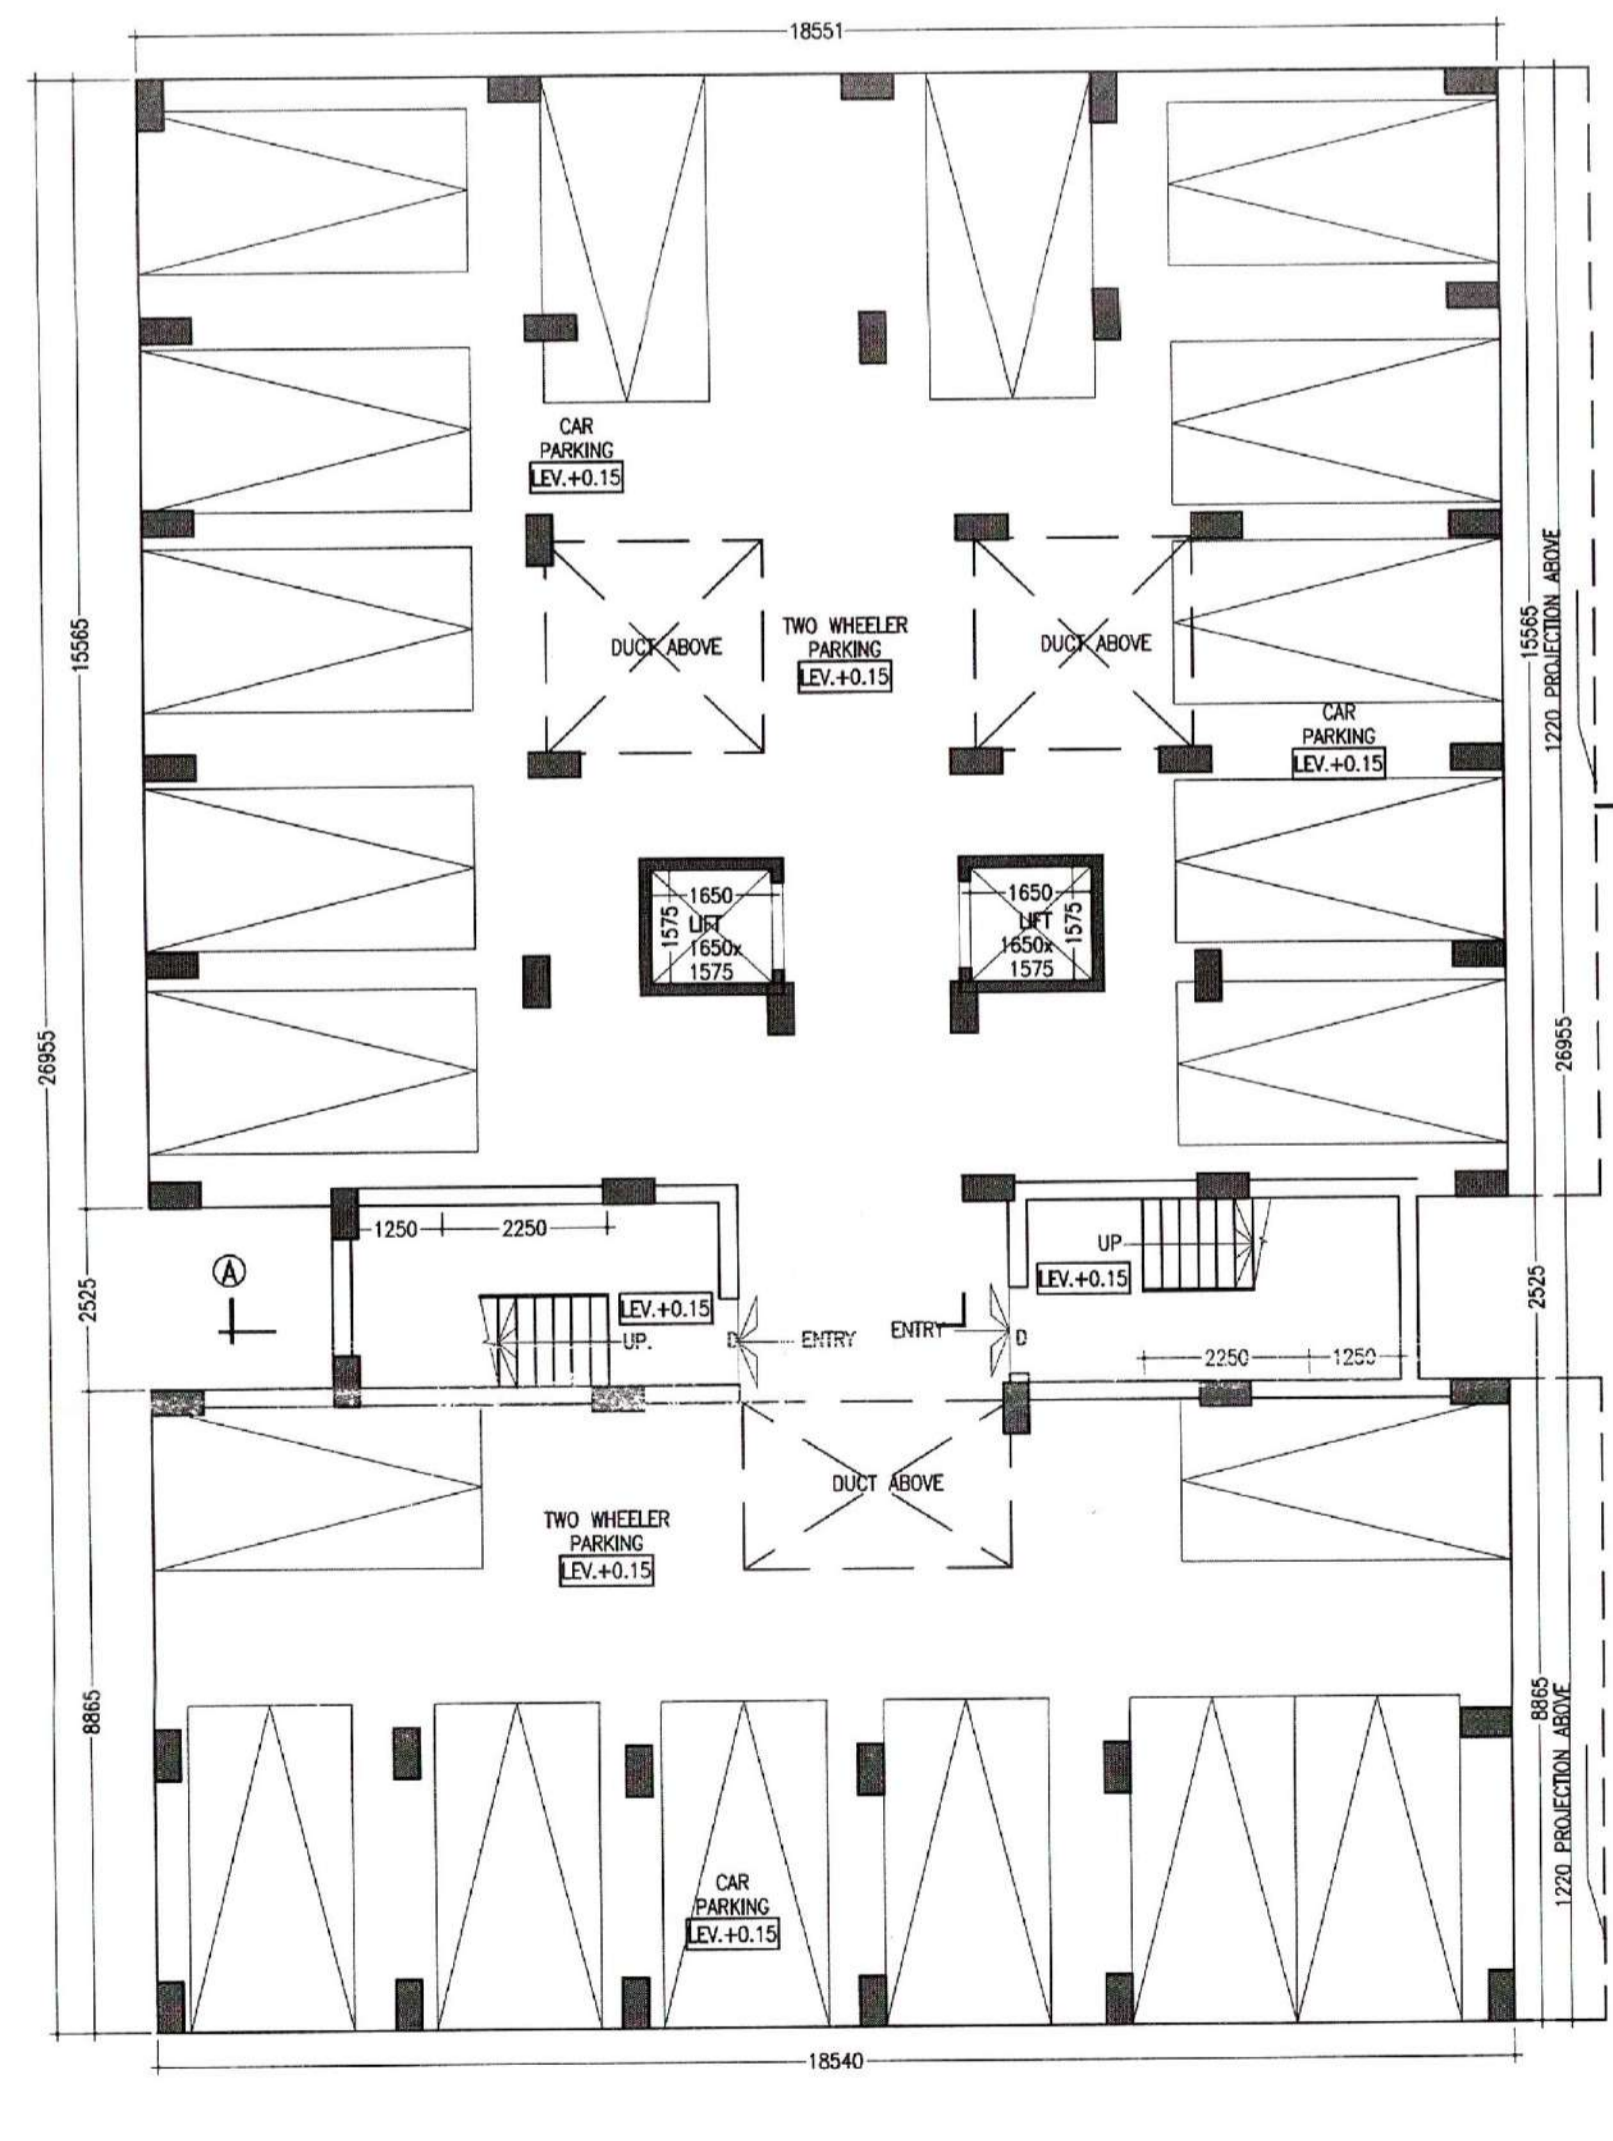 18551
CAR
PARKING
LEV.+0.15
DUCT ABOVE
TWO WHEELER
PARKING
LEV.+0.15
DUCT ABOVE
CAR
PARKING
LEV.+0.15
15565
15565
1220 PROJECTION ABOVE
1650
1575
LIFT
1650x
1575
1650
1575
LIFT
1650x
1575
26955
26955
1250
2250
UP
LEV.+0.15
A
LEV.+0.15
UP.
D
ENTRY
ENTRY
D
2250
1250
2525
2525
DUCT ABOVE
TWO WHEELER
PARKING
LEV.+0.15
8865
8865
1220 PROJECTION ABOVE
CAR
PARKING
LEV.+0.15
18540